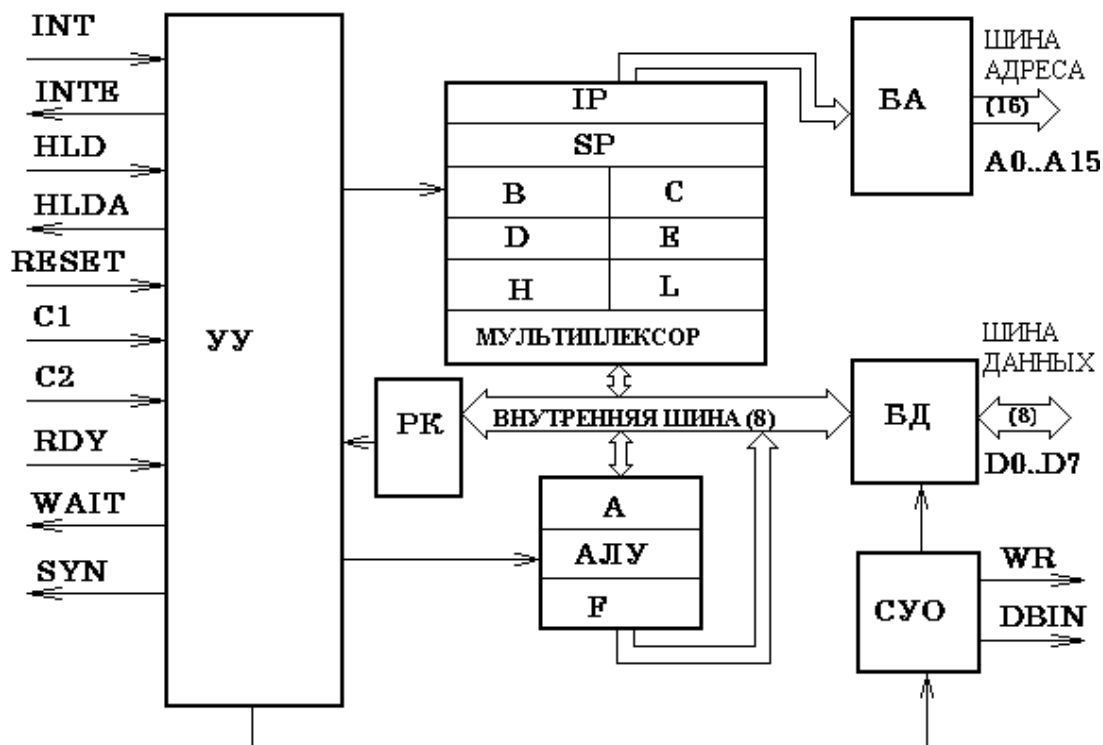 INT
INTE
HLD
HLDA
RESET
C1
C2
RDY
WAIT
SYN
УУ
IP
SP
B C
D E
H L
МУЛЬТИПЛЕКСОР
РК
ВНУТРЕННЯЯ ШИНА (8)
A
АЛУ
F
БА
ШИНА
АДРЕСА
(16)
A0..A15
БД
ШИНА
ДАННЫХ
(8)
D0..D7
СУО
WR
DBIN